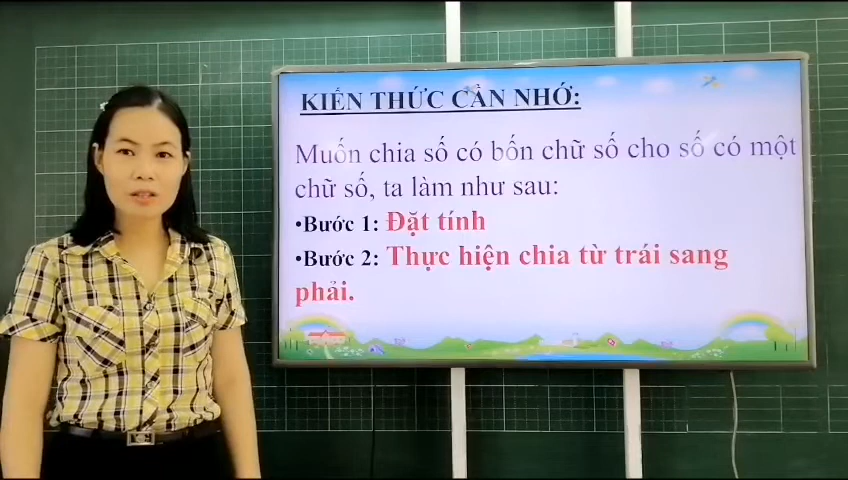 KIẾN THỨC CẦN NHỚ:
Muốn chia số có bốn chữ số cho số có một
chữ số, ta làm như sau:
•Bước 1: Đặt tính
•Bước 2: Thực hiện chia từ trái sang
phải.